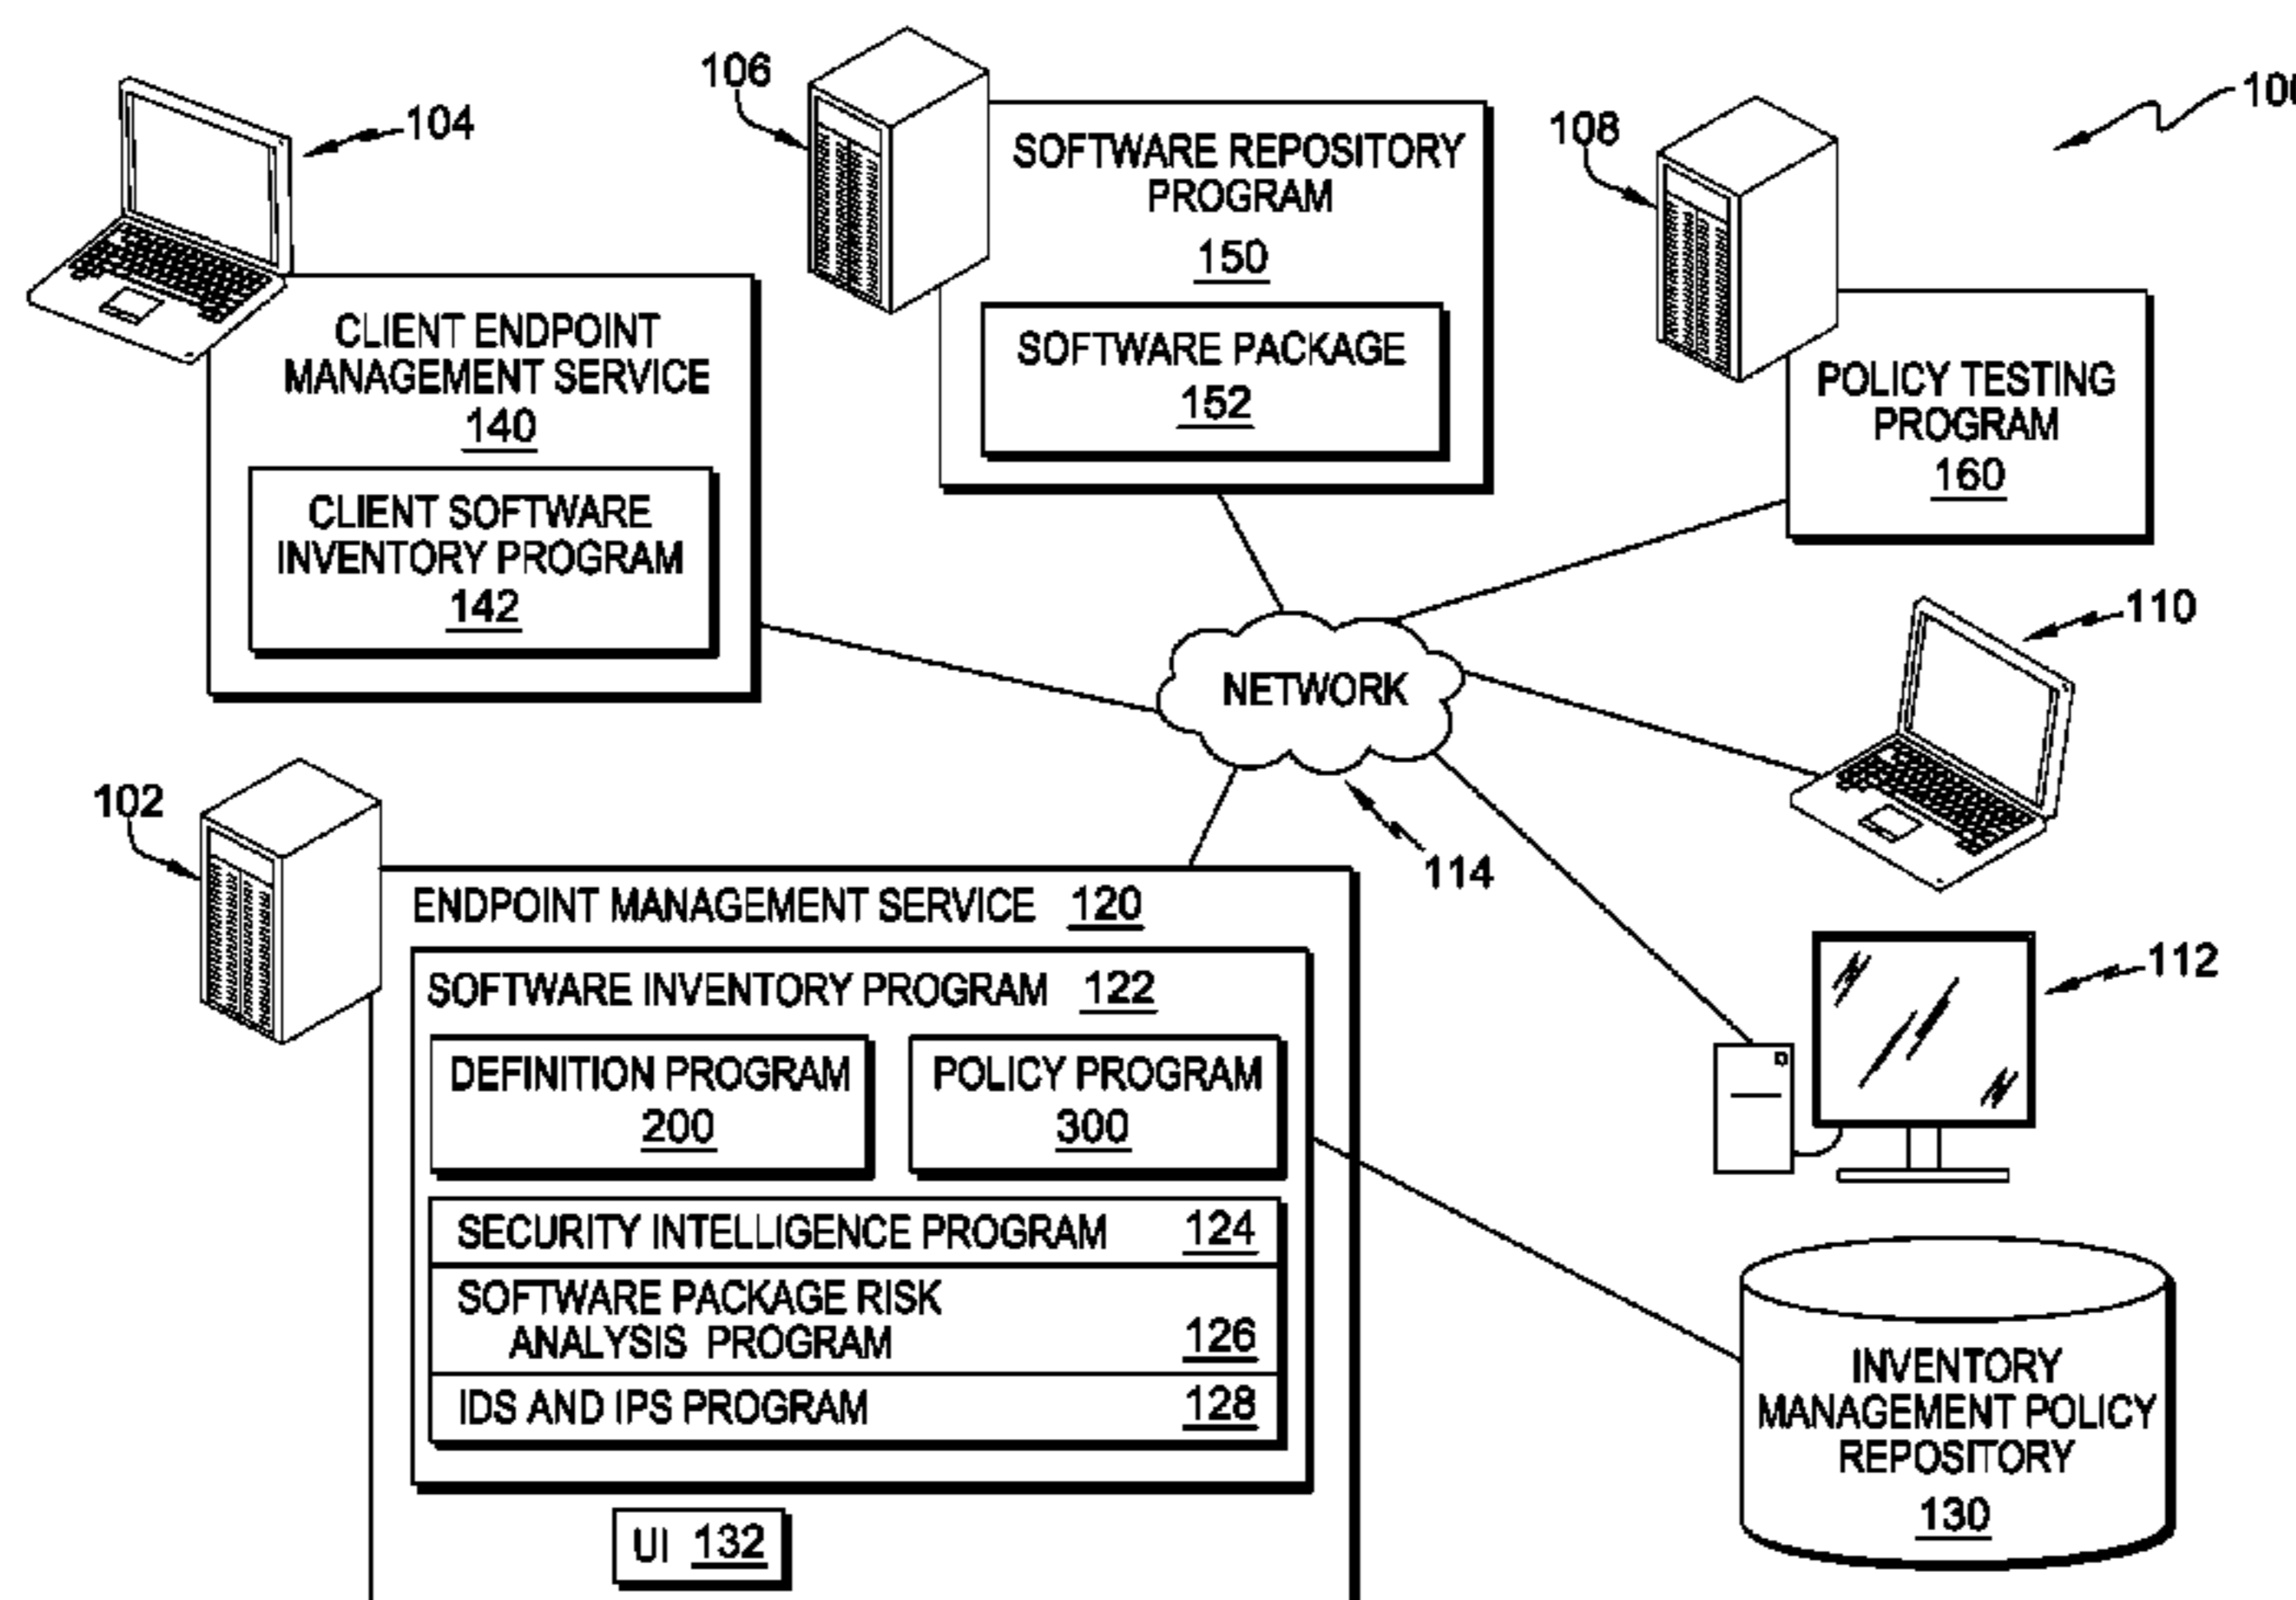 104
106
108
100
SOFTWARE REPOSITORY
PROGRAM
150
SOFTWARE PACKAGE
152
CLIENT ENDPOINT
MANAGEMENT SERVICE
140
CLIENT SOFTWARE
INVENTORY PROGRAM
142
POLICY TESTING
PROGRAM
160
110
NETWORK
114
102
112
ENDPOINT MANAGEMENT SERVICE 120
SOFTWARE INVENTORY PROGRAM 122
DEFINITION PROGRAM
200
POLICY PROGRAM
300
SECURITY INTELLIGENCE PROGRAM 124
SOFTWARE PACKAGE RISK
ANALYSIS PROGRAM 126
IDS AND IPS PROGRAM 128
UI 132
INVENTORY
MANAGEMENT POLICY
REPOSITORY
130